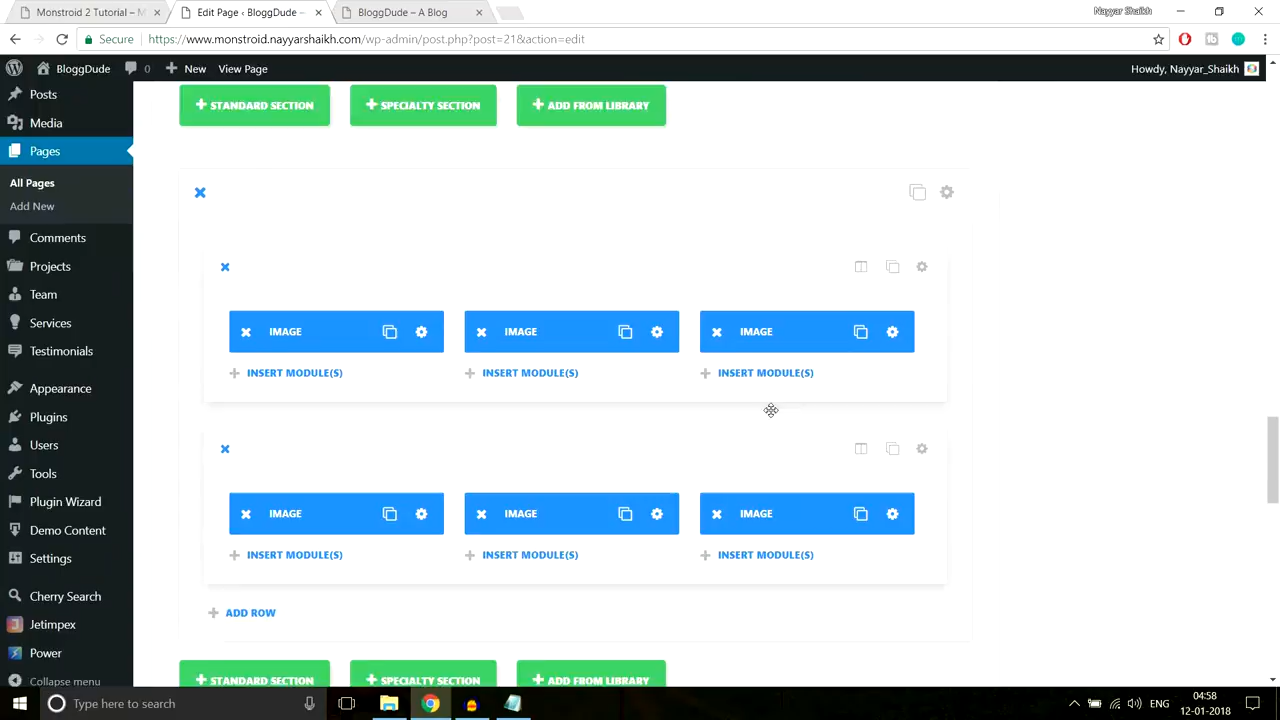 Monstroid 2 Tutorial – M
Edit Page ‹ BloggDude –
BloggDude – A Blog
Nayyar Shaikh
Secure
https://www.monstroid.nayyarshaikh.com/wp-admin/post.php?post=21&action=edit
BloggDude
0
New
View Page
Howdy, Nayyar_Shaikh
Posts
Media
Pages
All Pages
Add New
Comments
Projects
Team
Services
Testimonials
Appearance
Plugins
Users
Tools
Plugin Wizard
Demo Content
Settings
Cherry Search
Jetimpex
Power
Collapse menu
STANDARD SECTION
SPECIALTY SECTION
ADD FROM LIBRARY
IMAGE
IMAGE
IMAGE
INSERT MODULE(S)
INSERT MODULE(S)
INSERT MODULE(S)
IMAGE
IMAGE
IMAGE
INSERT MODULE(S)
INSERT MODULE(S)
INSERT MODULE(S)
ADD ROW
STANDARD SECTION
SPECIALTY SECTION
ADD FROM LIBRARY
Type here to search
ENG
04:58
12-01-2018